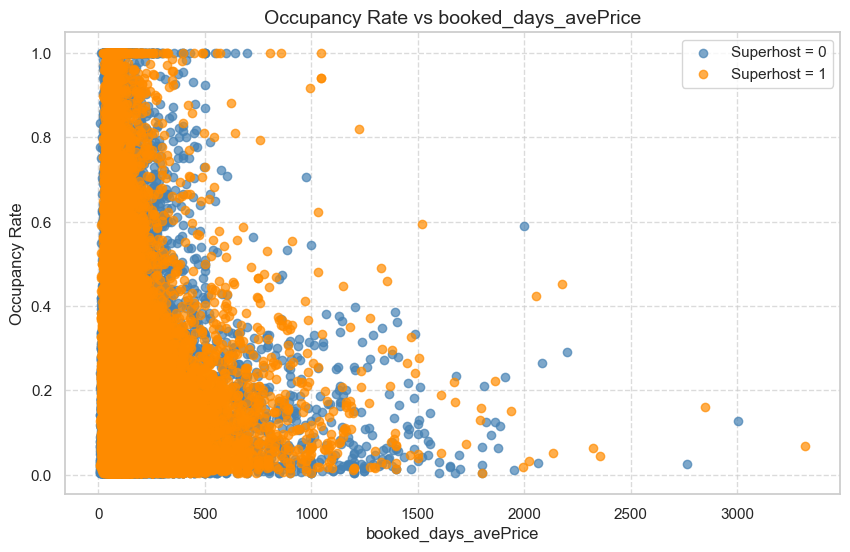 Occupancy Rate vs booked_days_avePrice
Superhost = 0
Superhost = 1
1.0
0.8
0.6
0.4
0.2
0.0
Occupancy Rate
0 500 1000 1500 2000 2500 3000
booked_days_avePrice